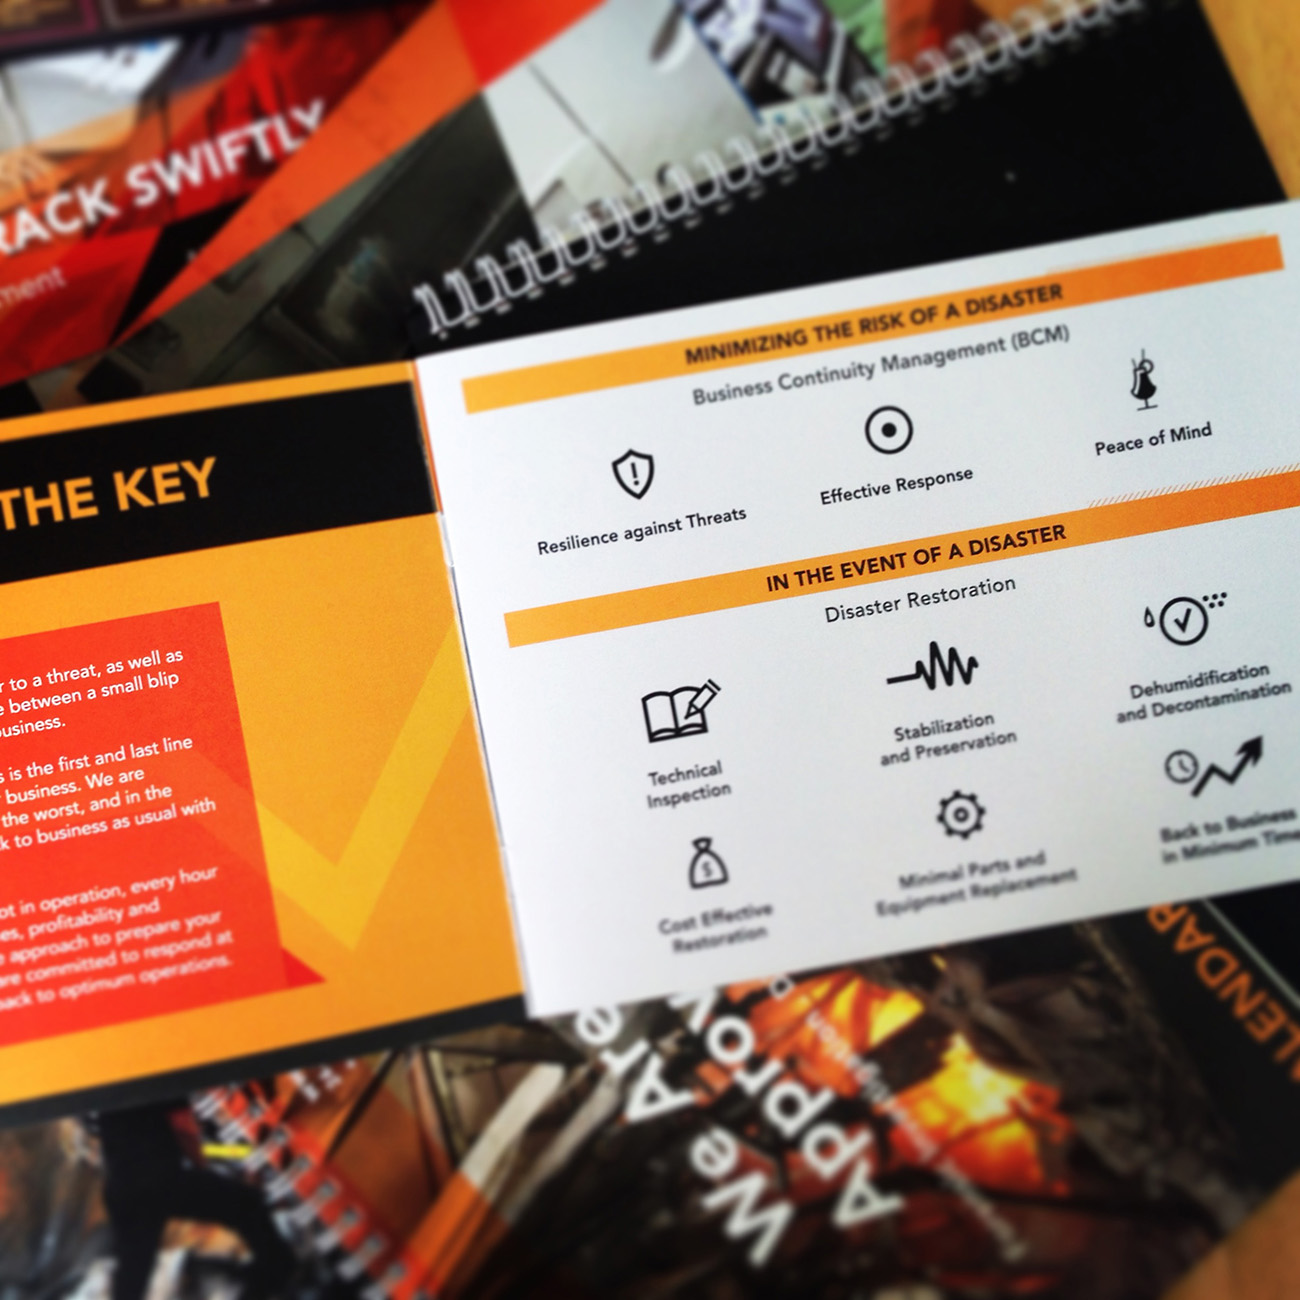 RACK SWIFTLY
ment
THE KEY
r to a threat, as well as
e between a small blip
business.
s is the first and last line
business. We are
the worst, and in the
k to business as usual with
ot in operation, every hour
es, profitability and
e approach to prepare your
are committed to respond at
back to optimum operations.
MINIMIZING THE RISK OF A DISASTER
Business Continuity Management (BCM)
Resilience against Threats
Effective Response
Peace of Mind
IN THE EVENT OF A DISASTER
Disaster Restoration
Technical
Inspection
Stabilization
and Preservation
Dehumidification
and Decontamination
$
Cost Effective
Restoration
Minimal Parts and
Equipment Replacement
Back to Business
in Minimum Time
We Are
Approv
A
LENDAR